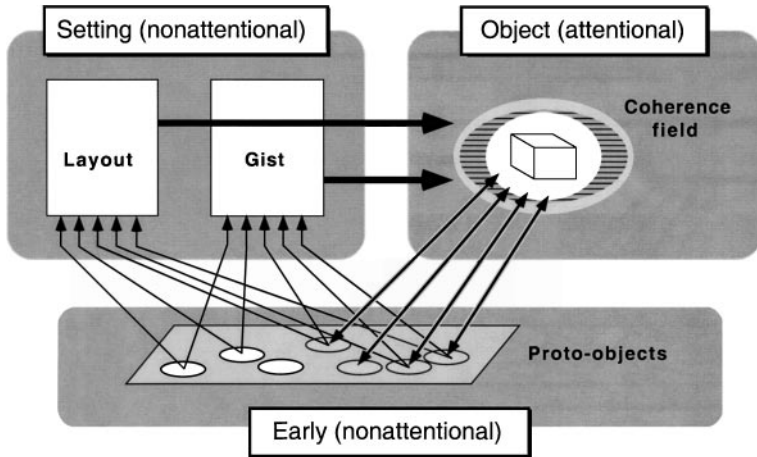 Setting (nonattentional)
Object (attentional)
Coherence
field
Layout
Gist
Proto-objects
Early (nonattentional)